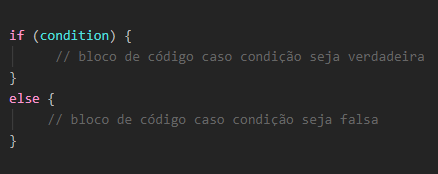 if (condition) {
// bloco de código caso condição seja verdadeira
}
else {
// bloco de código caso condição seja falsa
}